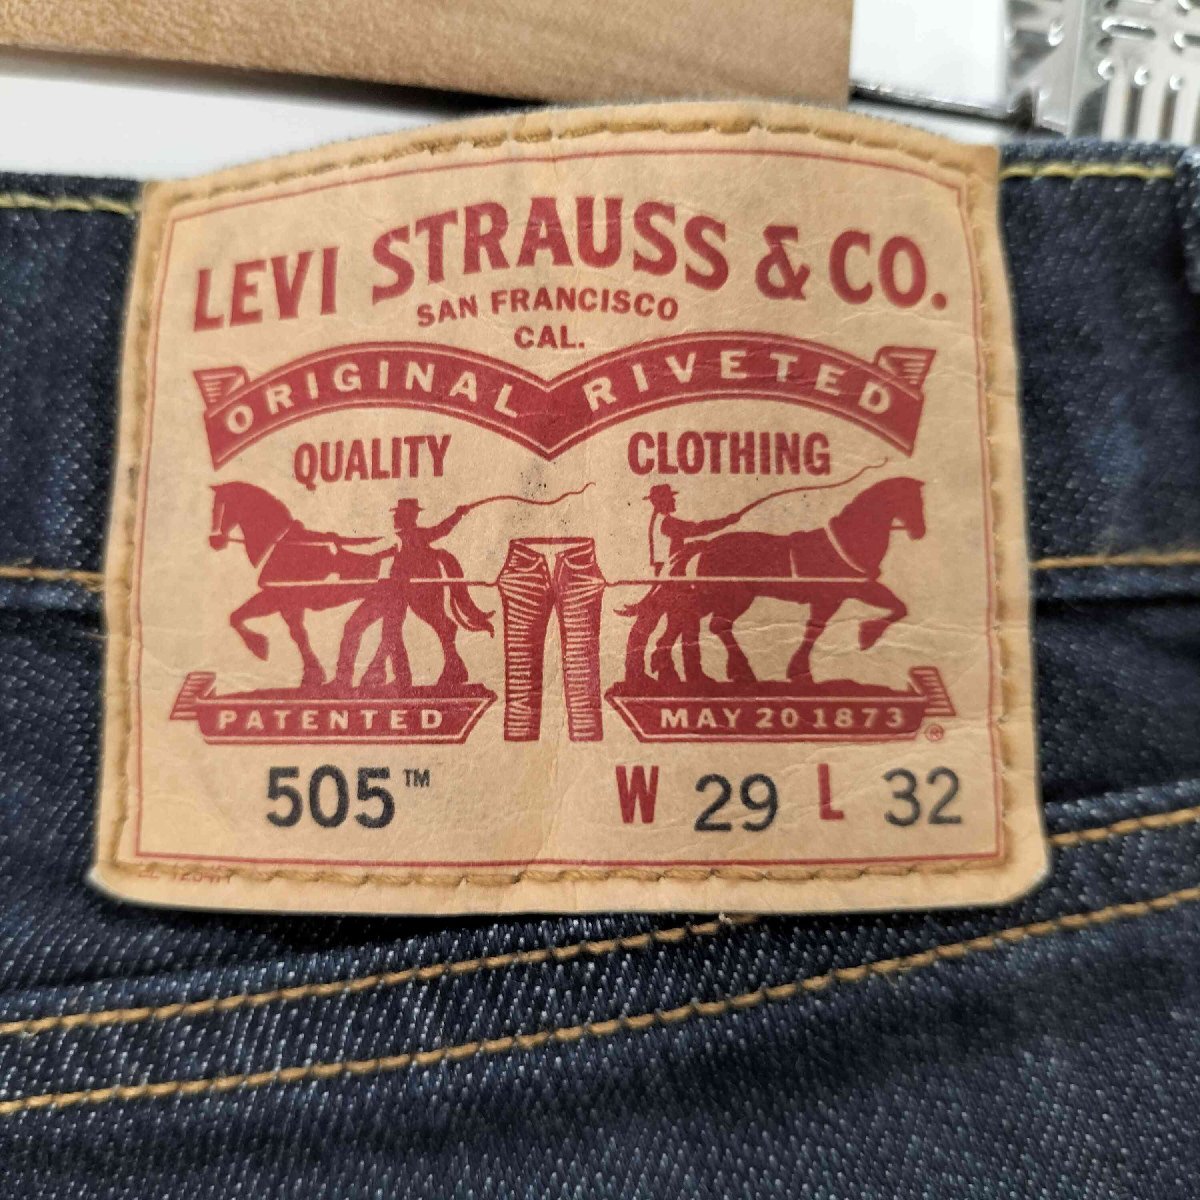 LEVI STRAUSS & CO.
SAN FRANCISCO
CAL.
ORIGINAL RIVETED
QUALITY CLOTHING
PATENTED MAY 20 1873 ®
505™ W 29 L 32